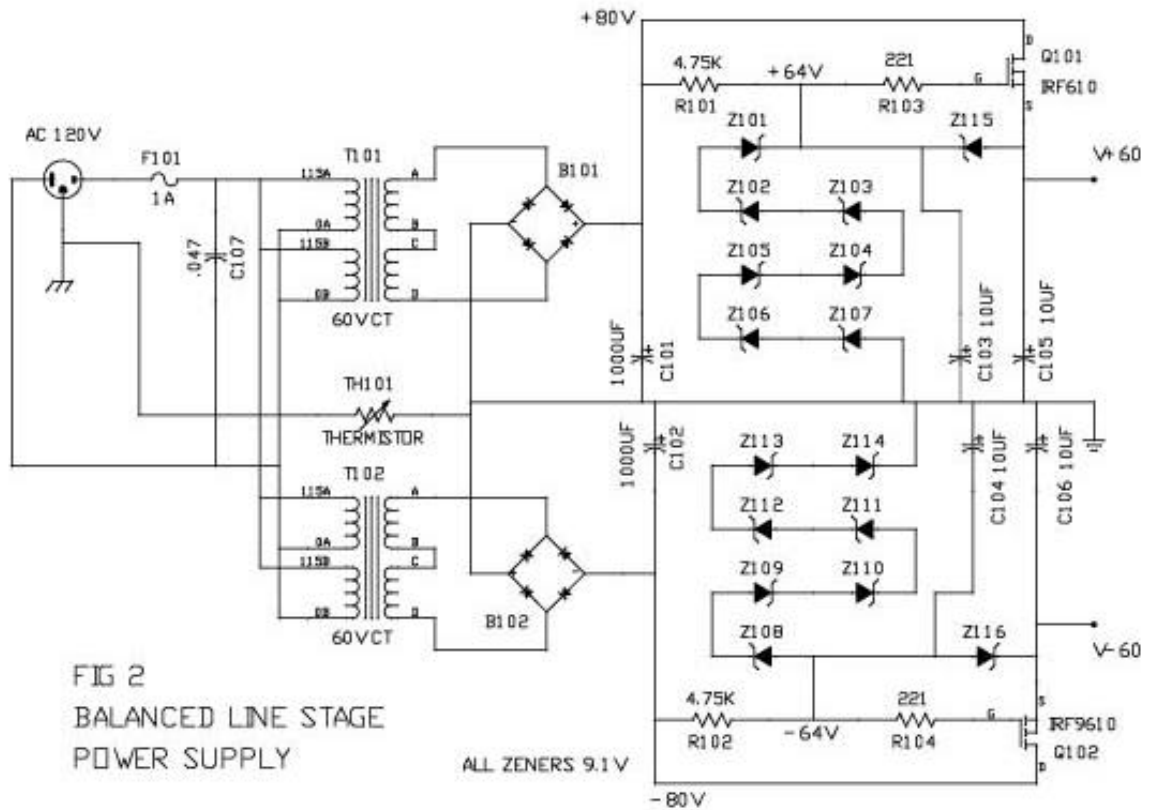 +80V
D
Q101
IRF610
S
4.75K
R101
+64V
221
R103
G
AC 120V
F101
1A
T101
115A
0A
115B
0B
A
B
C
D
60VCT
B101
+
-
Z101
Z115
V+60
Z102
Z103
Z105
Z104
Z106
Z107
.047
C107
1000UF
C101
C103 10UF
C105 10UF
TH101
THERMISTOR
1000UF
C102
Z113
Z114
C104 10UF
C106 10UF
T102
115A
0A
115B
0B
A
B
C
D
60VCT
Z112
Z111
Z109
Z110
B102
+
-
Z108
Z116
V-60
4.75K
R102
-64V
221
R104
G
S
IRF9610
Q102
D
FIG 2
BALANCED LINE STAGE
POWER SUPPLY
ALL ZENERS 9.1V
-80V